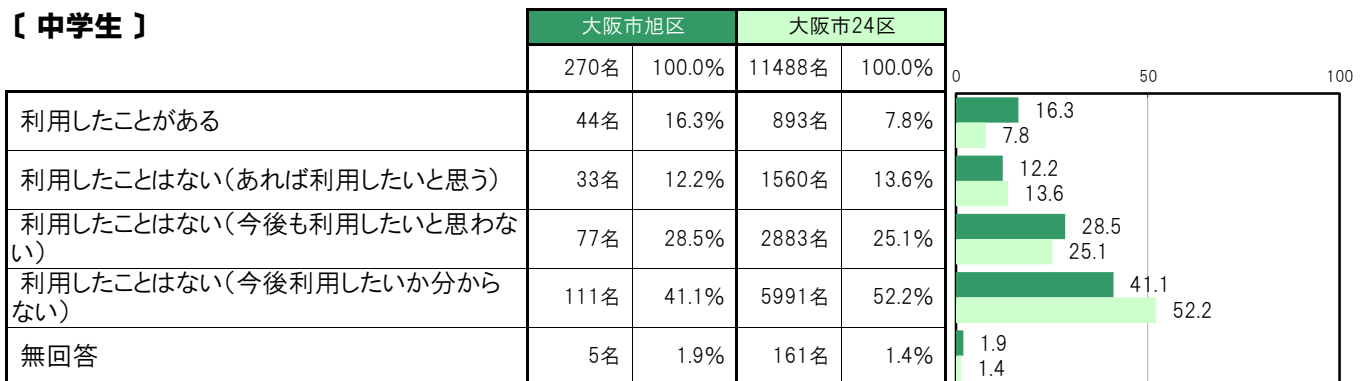 〔 中学生 〕
大阪市旭区 大阪市24区
270名 100.0% 11488名 100.0%
0 50 100
利用したことがある 44名 16.3% 893名 7.8%
16.3
7.8
利用したことはない（あれば利用したいと思う） 33名 12.2% 1560名 13.6%
12.2
13.6
利用したことはない（今後も利用したいと思わな
い） 77名 28.5% 2883名 25.1%
28.5
25.1
利用したことはない（今後利用したいか分から
ない） 111名 41.1% 5991名 52.2%
41.1
52.2
無回答 5名 1.9% 161名 1.4%
1.9
1.4